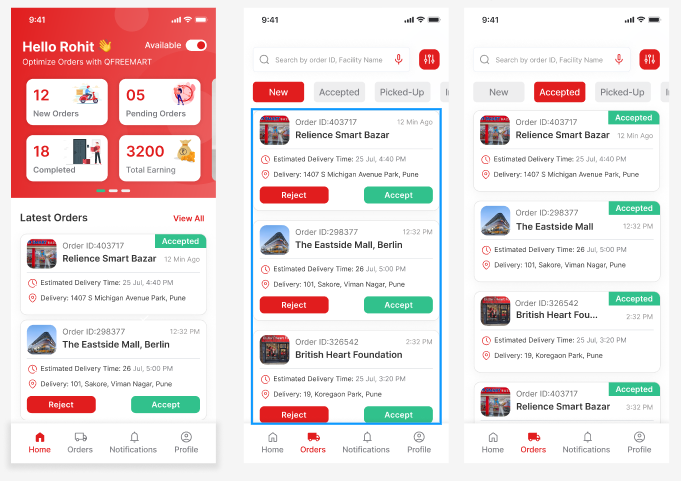 9:41
Hello Rohit 👋
Available
Optimize Orders with QFREEMART
12
New Orders
05
Pending Orders
18
Completed
3200
Total Earning
Latest Orders
View All
Accepted
Order ID:403717
Relience Smart Bazar
12 Min Ago
Estimated Delivery Time: 25 Jul, 4:40 PM
Delivery: 1407 S Michigan Avenue Park, Pune
Order ID:298377
12:32 PM
The Eastside Mall, Berlin
Estimated Delivery Time: 26 Jul, 5:00 PM
Delivery: 101, Sakore, Viman Nagar, Pune
Reject
Accept
Home
Orders
Notifications
Profile
9:41
Search by order ID, Facility Name
New
Accepted
Picked-Up
Order ID:403717
12 Min Ago
Relience Smart Bazar
Estimated Delivery Time: 25 Jul, 4:40 PM
Delivery: 1407 S Michigan Avenue Park, Pune
Reject
Accept
Order ID:298377
12:32 PM
The Eastside Mall, Berlin
Estimated Delivery Time: 26 Jul, 5:00 PM
Delivery: 101, Sakore, Viman Nagar, Pune
Reject
Accept
Order ID:326542
2:32 PM
British Heart Foundation
Estimated Delivery Time: 25 Jul, 3:20 PM
Delivery: 19, Koregaon Park, Pune
Reject
Accept
Home
Orders
Notifications
Profile
9:41
Search by order ID, Facility Name
New
Accepted
Picked-Up
Accepted
Order ID:403717
Relience Smart Bazar
12 Min Ago
Estimated Delivery Time: 25 Jul, 4:40 PM
Delivery: 1407 S Michigan Avenue Park, Pune
Accepted
Order ID:298377
The Eastside Mall
12:32 PM
Estimated Delivery Time: 26 Jul, 5:00 PM
Delivery: 101, Sakore, Viman Nagar, Pune
Accepted
Order ID:326542
British Heart Fou...
2:32 PM
Estimated Delivery Time: 25 Jul, 3:20 PM
Delivery: 19, Koregaon Park, Pune
Accepted
Order ID:403717
Relience Smart Bazar
3:32 PM
Home
Orders
Notifications
Profile